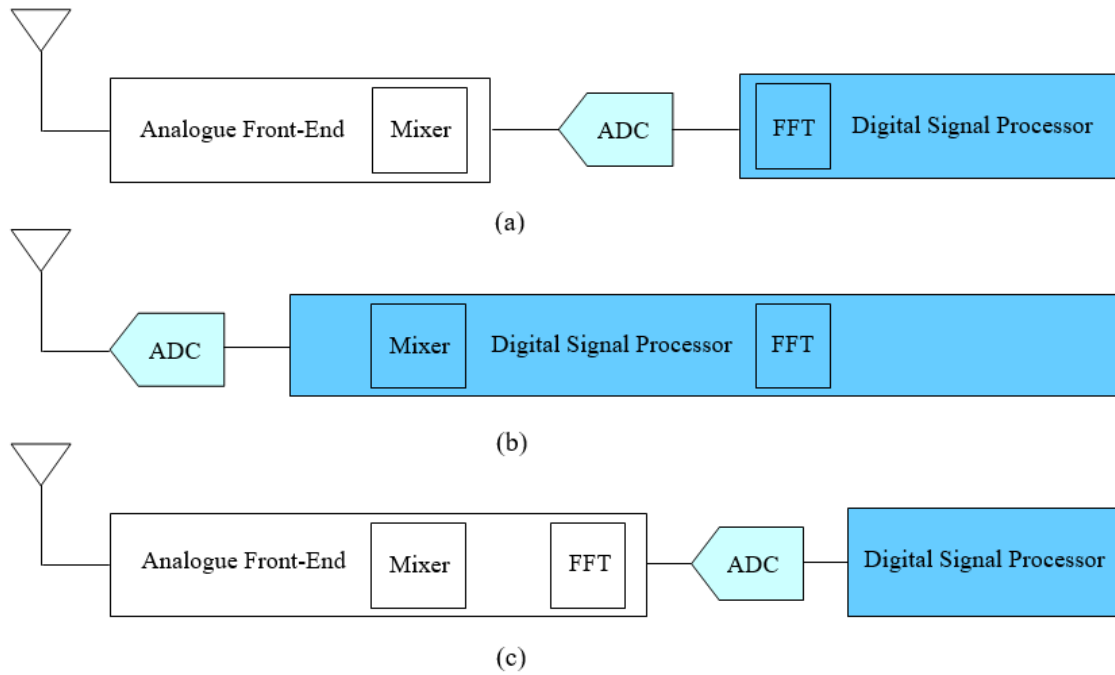 Analogue Front-End
Mixer
ADC
FFT
Digital Signal Processor
(a)
ADC
Mixer
Digital Signal Processor
FFT
(b)
Analogue Front-End
Mixer
FFT
ADC
Digital Signal Processor
(c)